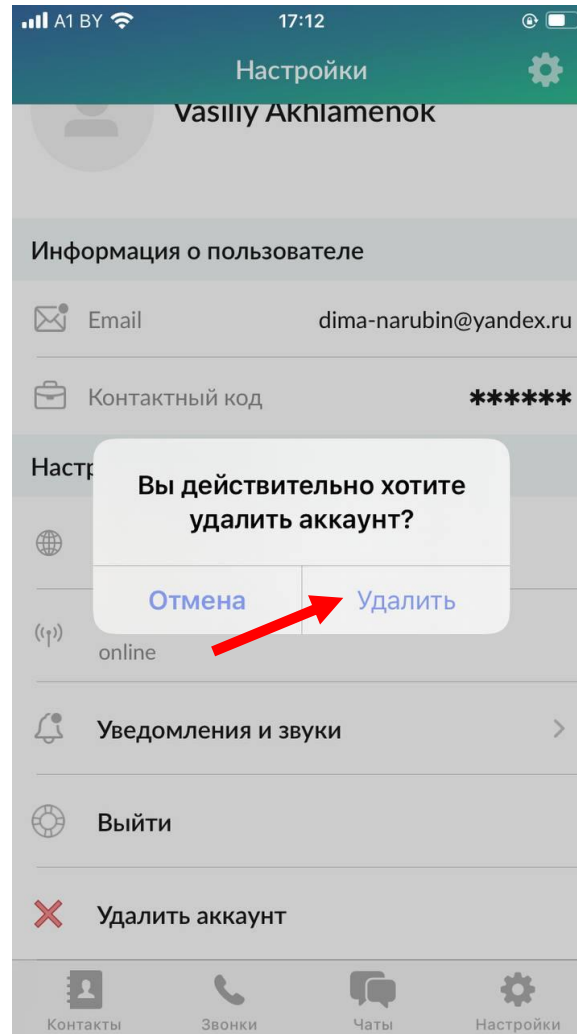 A1 BY
17:12
Настройки
Vasiliy Akhlamenok
Информация о пользователе
Email
dima-narubin@yandex.ru
Контактный код
******
Вы действительно хотите
удалить аккаунт?
Отмена
Удалить
online
Уведомления и звуки
Выйти
Удалить аккаунт
Контакты
Звонки
Чаты
Настройки